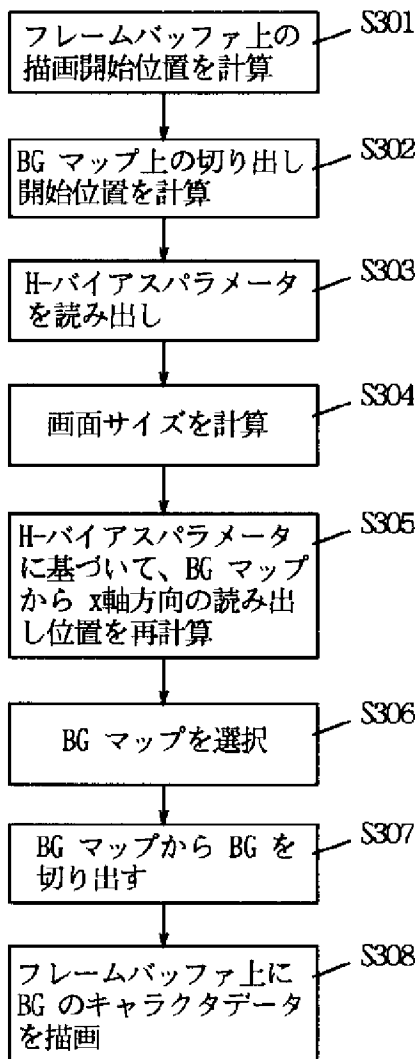 フレームバッファ上の
描画開始位置を計算
S301
BG マップ上の切り出し
開始位置を計算
S302
H-バイアスパラメータ
を読み出し
S303
画面サイズを計算
S304
H-バイアスパラメータ
に基づいて、BG マップ
から x軸方向の読み出
し位置を再計算
S305
BG マップを選択
S306
BG マップから BG を
切り出す
S307
フレームバッファ上に
BG のキャラクタデータ
を描画
S308